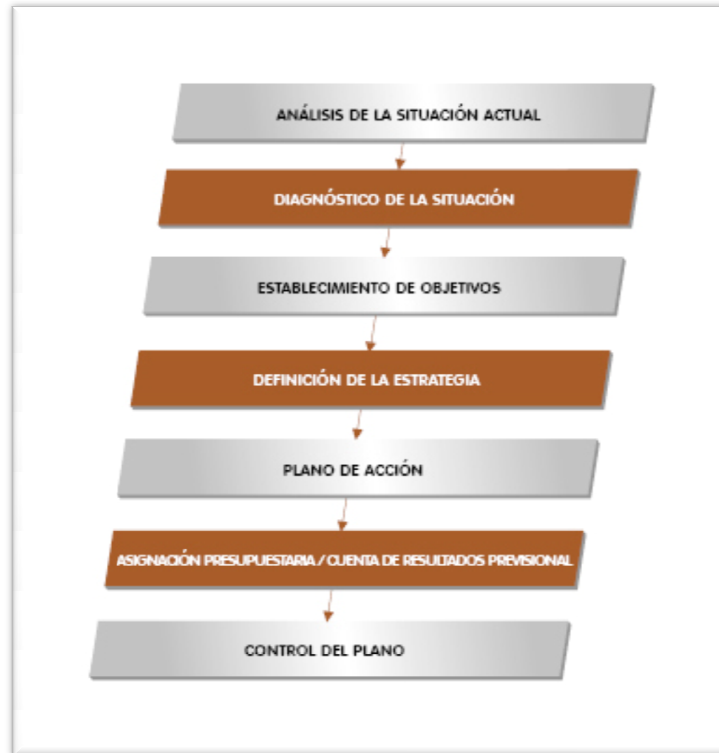 ANÁLISIS DE LA SITUACIÓN ACTUAL
DIAGNÓSTICO DE LA SITUACIÓN
ESTABLECIMIENTO DE OBJETIVOS
DEFINICIÓN DE LA ESTRATEGIA
PLANO DE ACCIÓN
ASIGNACIÓN PRESUPUESTARIA / CUENTA DE RESULTADOS PREVISIONAL
CONTROL DEL PLANO